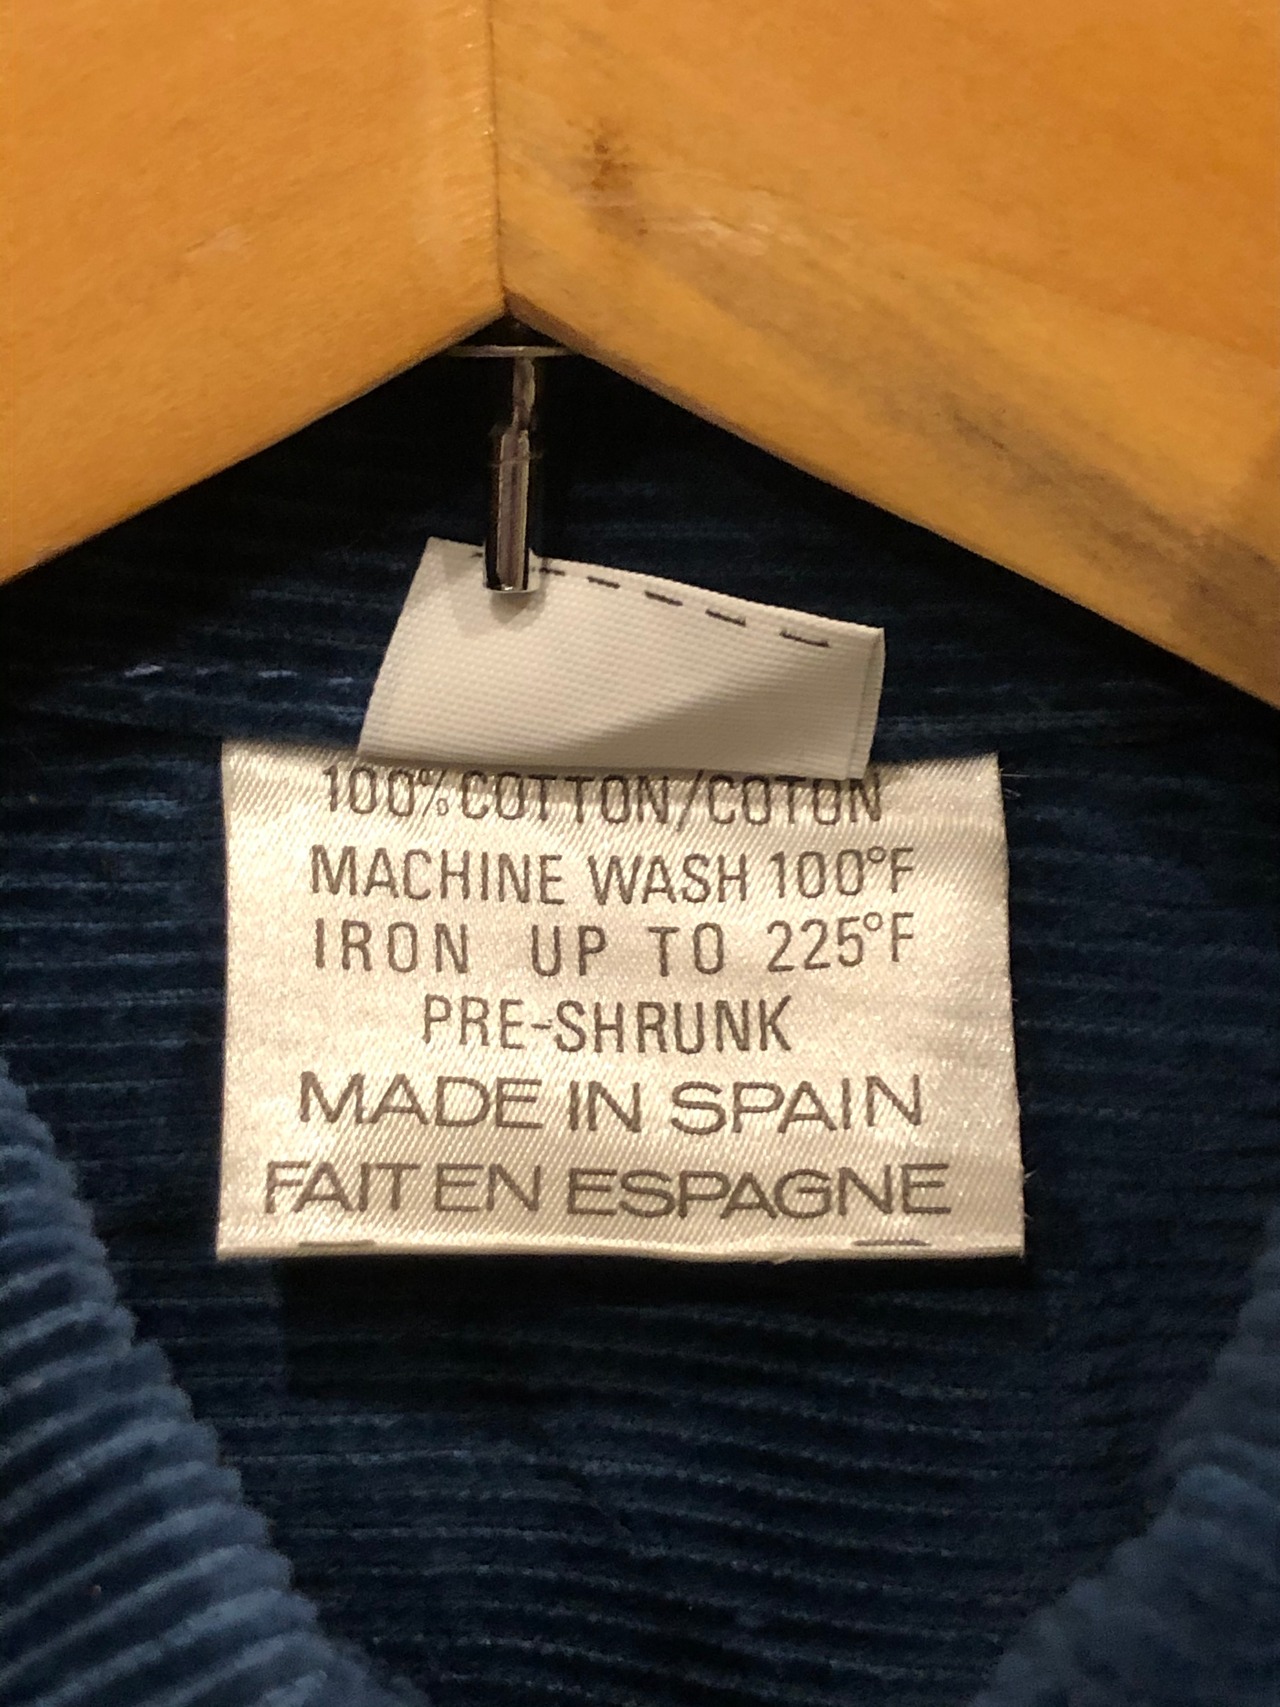 100% COTTON/COTON
MACHINE WASH 100°F
IRON UP TO 225°F
PRE-SHRUNK
MADE IN SPAIN
FAIT EN ESPAGNE